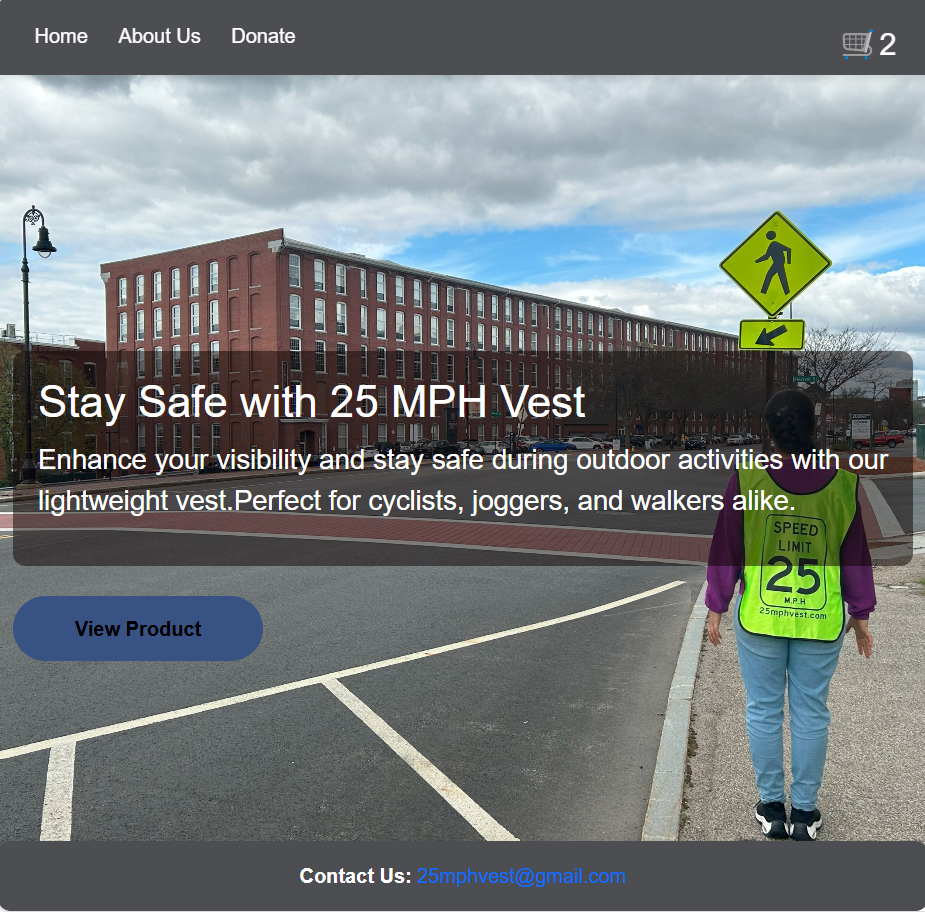 Home About Us Donate 2
Stay Safe with 25 MPH Vest
Enhance your visibility and stay safe during outdoor activities with our
lightweight vest.Perfect for cyclists, joggers, and walkers alike.
SPEED
LIMIT
25
M.P.H
25mphvest.com
View Product
Contact Us: 25mphvest@gmail.com